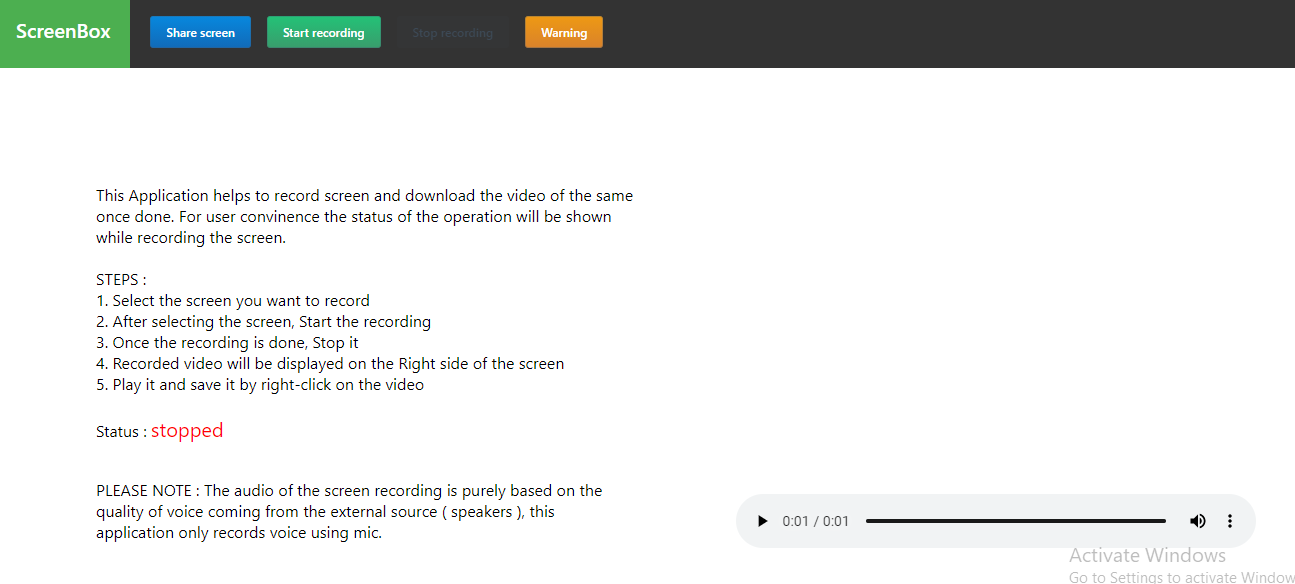 ScreenBox
Share screen
Start recording
Stop recording
Warning
This Application helps to record screen and download the video of the same
once done. For user convinence the status of the operation will be shown
while recording the screen.
STEPS :
1. Select the screen you want to record
2. After selecting the screen, Start the recording
3. Once the recording is done, Stop it
4. Recorded video will be displayed on the Right side of the screen
5. Play it and save it by right-click on the video
Status : stopped
PLEASE NOTE : The audio of the screen recording is purely based on the
quality of voice coming from the external source ( speakers ), this
application only records voice using mic.
0:01 / 0:01
Activate Windows
Go to Settings to activate Window